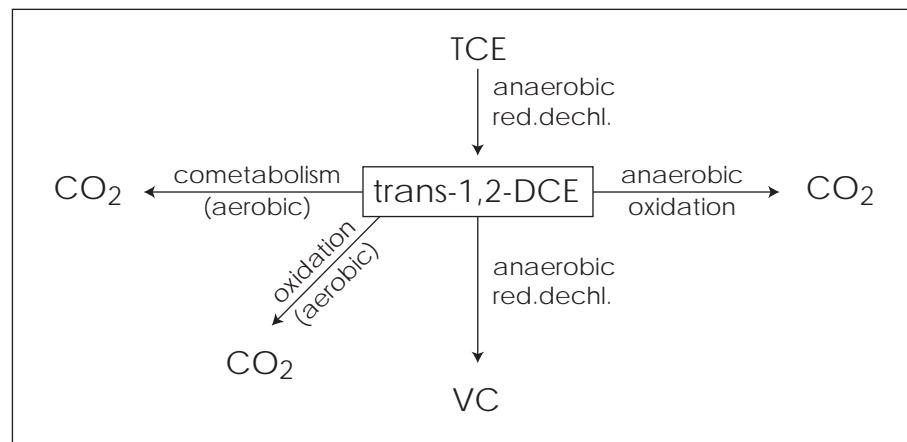 TCE
anaerobic
red.dechl.
CO2
cometabolism
(aerobic)
trans-1,2-DCE
anaerobic
oxidation
CO2
oxidation
(aerobic)
anaerobic
red.dechl.
CO2
VC